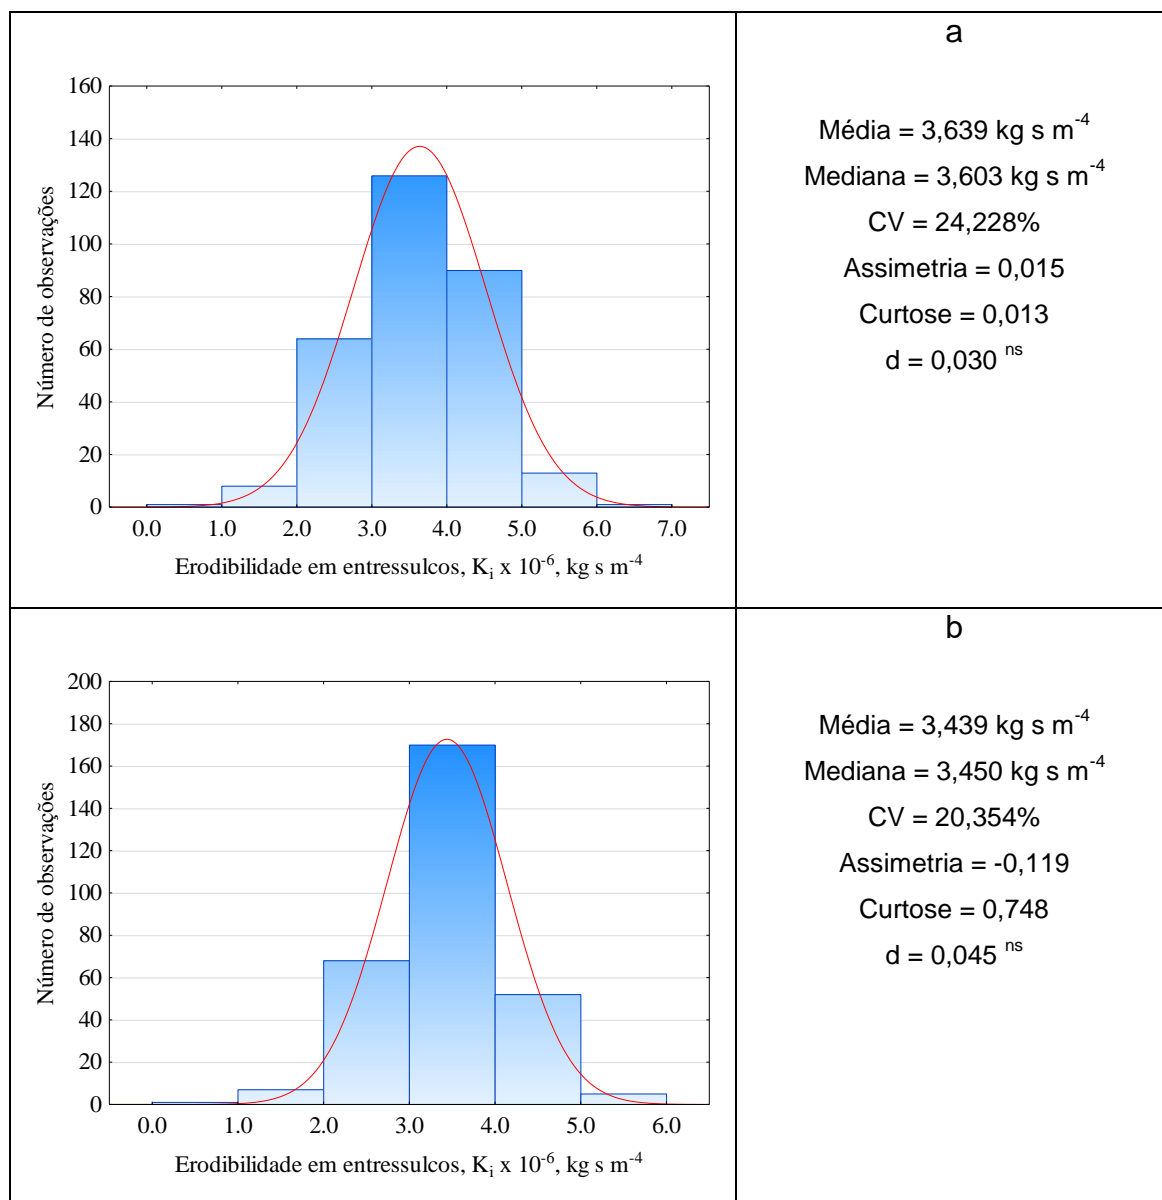 a
160
140
120
100
80
60
40
20
0
Número de observações
0.0 1.0 2.0 3.0 4.0 5.0 6.0 7.0
Erodibilidade em entressulcos, Ki x 10-6, kg s m-4
Média = 3,639 kg s m-4
Mediana = 3,603 kg s m-4
CV = 24,228%
Assimetria = 0,015
Curtose = 0,013
d = 0,030 ns
b
200
180
160
140
120
100
80
60
40
20
0
Número de observações
0.0 1.0 2.0 3.0 4.0 5.0 6.0
Erodibilidade em entressulcos, Ki x 10-6, kg s m-4
Média = 3,439 kg s m-4
Mediana = 3,450 kg s m-4
CV = 20,354%
Assimetria = -0,119
Curtose = 0,748
d = 0,045 ns